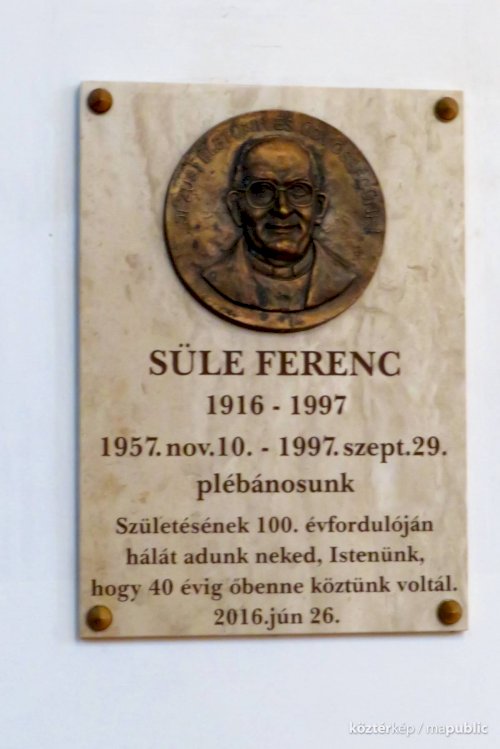 SÜLE FERENC
1916 - 1997
1957.nov.10. - 1997.szept.29.
plébánosunk
Születésének 100. évfordulóján
hálát adunk neked, Istenünk,
hogy 40 évig őbenne köztünk voltál.
2016.jún 26.
köztérkép / mapublic